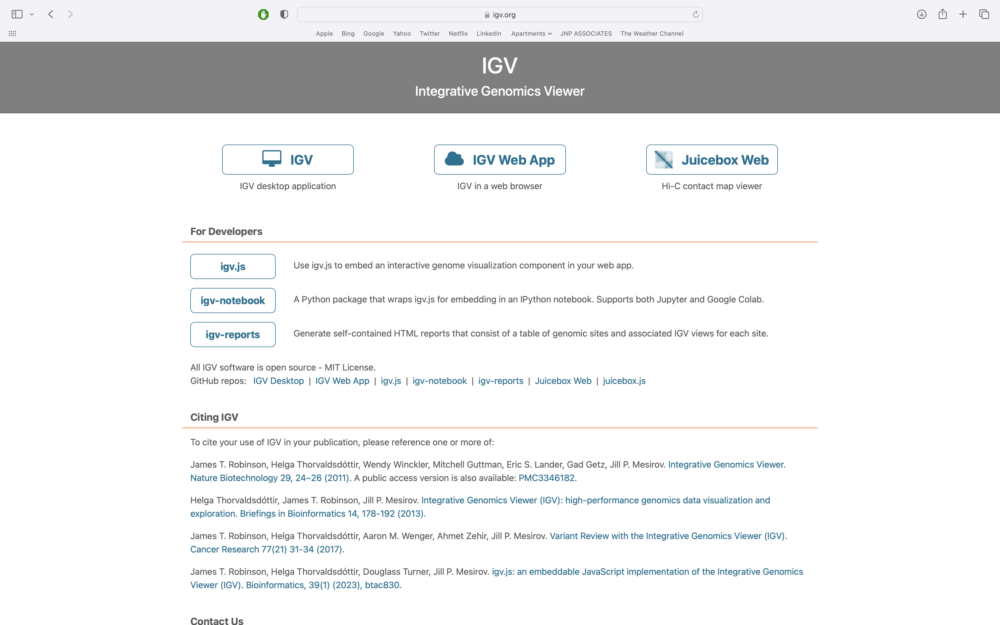 igv.org
Apple Bing Google Yahoo Twitter Netflix LinkedIn Apartments JNP ASSOCIATES The Weather Channel
IGV
Integrative Genomics Viewer
IGV
IGV Web App
Juicebox Web
IGV desktop application
IGV in a web browser
Hi-C contact map viewer
For Developers
igv.js
Use igv.js to embed an interactive genome visualization component in your web app.
igv-notebook
A Python package that wraps igv.js for embedding in an IPython notebook. Supports both Jupyter and Google Colab.
igv-reports
Generate self-contained HTML reports that consist of a table of genomic sites and associated IGV views for each site.
All IGV software is open source - MIT License.
GitHub repos: IGV Desktop | IGV Web App | igv.js | igv-notebook | igv-reports | Juicebox Web | juicebox.js
Citing IGV
To cite your use of IGV in your publication, please reference one or more of:
James T. Robinson, Helga Thorvaldsdóttir, Wendy Winckler, Mitchell Guttman, Eric S. Lander, Gad Getz, Jill P. Mesirov. Integrative Genomics Viewer.
Nature Biotechnology 29, 24–26 (2011). A public access version is also available: PMC3346182.
Helga Thorvaldsdóttir, James T. Robinson, Jill P. Mesirov. Integrative Genomics Viewer (IGV): high-performance genomics data visualization and
exploration. Briefings in Bioinformatics 14, 178-192 (2013).
James T. Robinson, Helga Thorvaldsdóttir, Aaron M. Wenger, Ahmet Zehir, Jill P. Mesirov. Variant Review with the Integrative Genomics Viewer (IGV).
Cancer Research 77(21) 31-34 (2017).
James T. Robinson, Helga Thorvaldsdóttir, Douglass Turner, Jill P. Mesirov. igv.js: an embeddable JavaScript implementation of the Integrative Genomics
Viewer (IGV). Bioinformatics, 39(1) (2023), btac830.
Contact Us